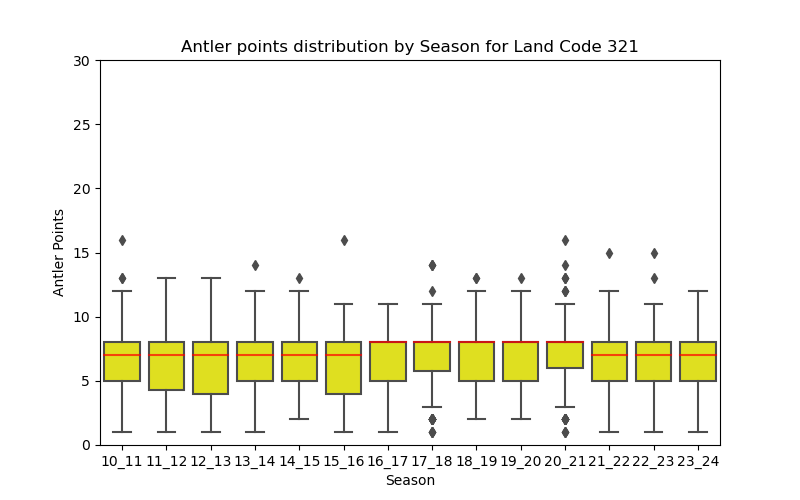 Antler points distribution by Season for Land Code 321
30
25
20
15
10
5
0
Antler Points
10_11 11_12 12_13 13_14 14_15 15_16 16_17 17_18 18_19 19_20 20_21 21_22 22_23 23_24
Season